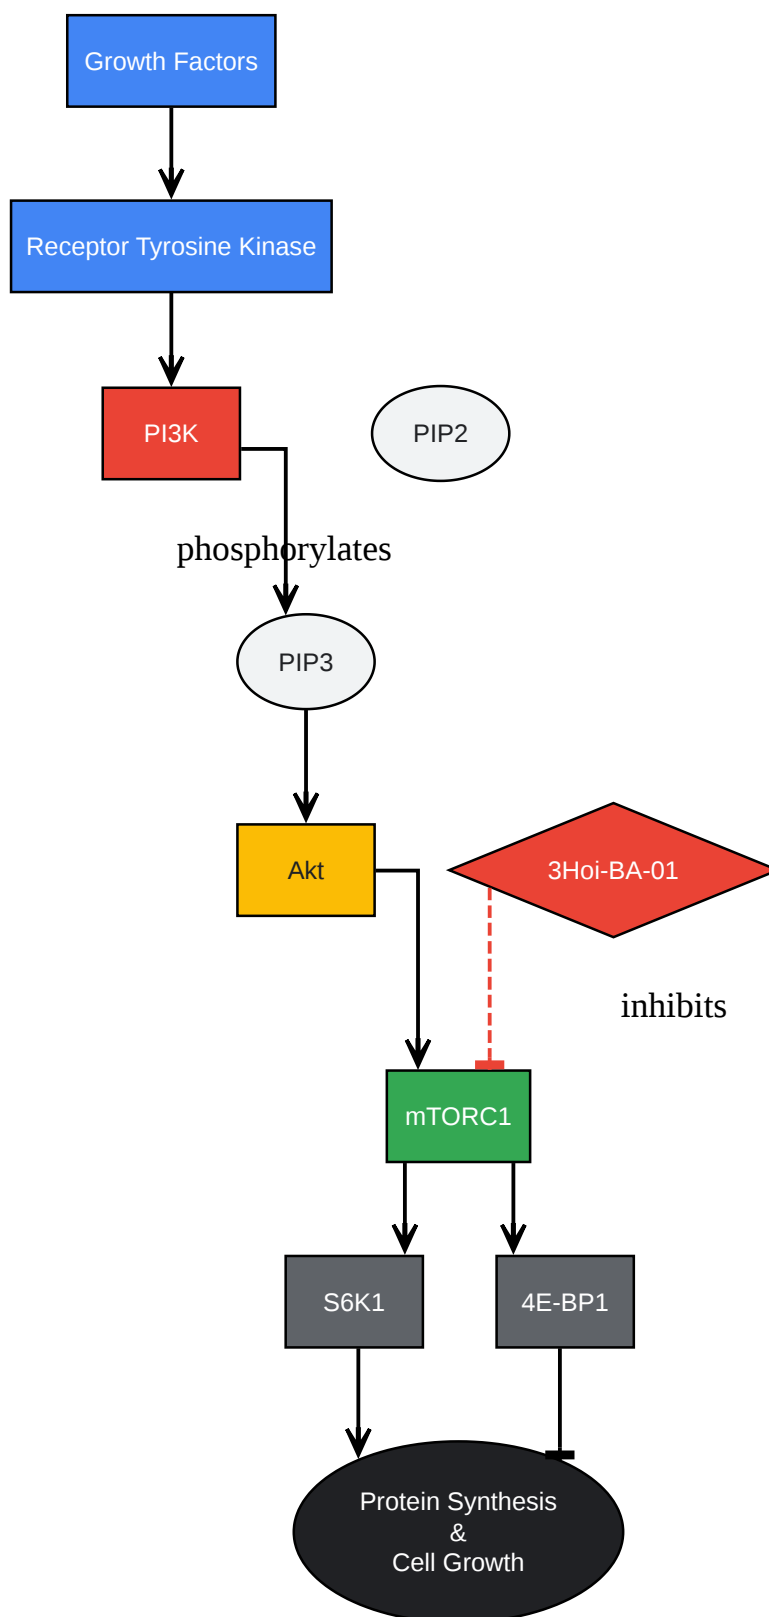 Growth Factors
Receptor Tyrosine Kinase
PI3K
PIP2
phosphorylates
PIP3
Akt
3Hoi-BA-01
inhibits
mTORC1
S6K1
4E-BP1
Protein Synthesis
&
Cell Growth